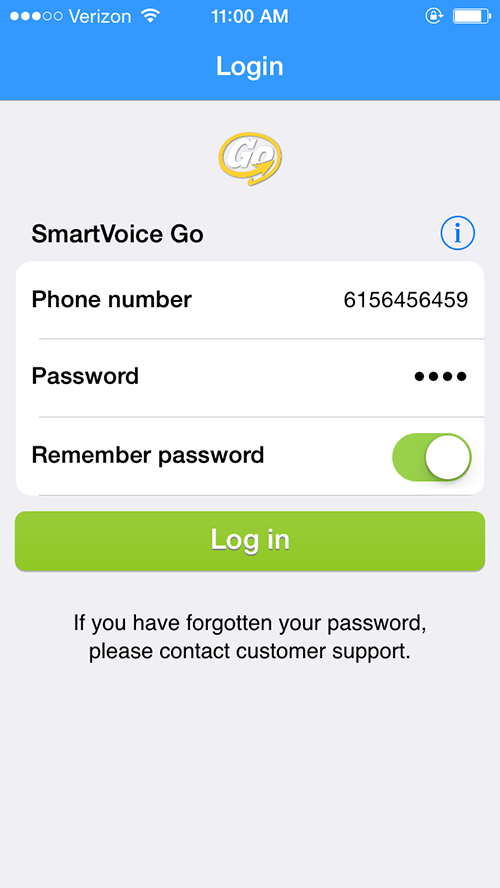 Verizon 11:00 AM
Login
Go
SmartVoice Go
i
Phone number 6156456459
Password ••••
Remember password
Log in
If you have forgotten your password,
please contact customer support.